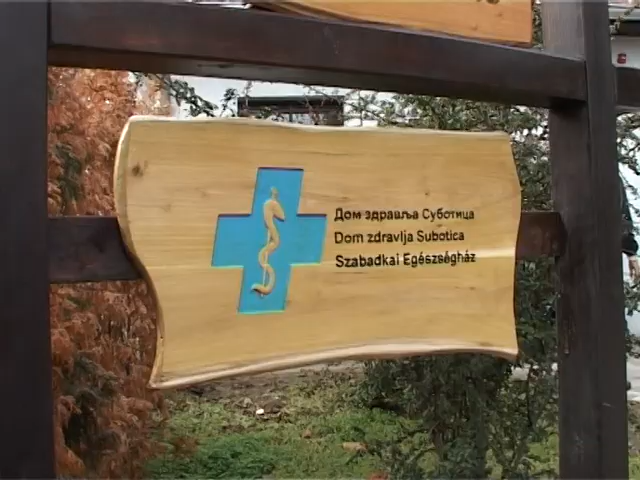 Дом здравља Суботица
Dom zdravlja Subotica
Szabadkai Egészségház